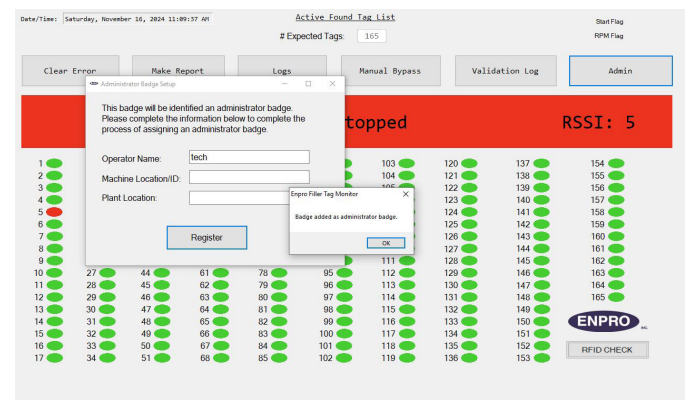 Date/Time: Saturday, November 16, 2024 11:09:37 AM
Active Found Tag List
# Expected Tags: 165
Start Flag
RPM Flag
Clear Error Make Report Logs Manual Bypass Validation Log Admin
topped RSSI: 5
Administrator Badge Setup
This badge will be identified an administrator badge.
Please complete the information below to complete the
process of assigning an administrator badge.
Operator Name: tech
Machine Location/ID:
Plant Location:
Register
Enpro Filler Tag Monitor
Badge added as administrator badge.
OK
1 103 120 137 154
2 104 121 138 155
3 105 122 139 156
4 123 140 157
5 124 141 158
6 125 142 159
7 126 143 160
8 127 144 161
9 111 128 145 162
10 27 44 61 78 95 112 129 146 163
11 28 45 62 79 96 113 130 147 164
12 29 46 63 80 97 114 131 148 165
13 30 47 64 81 98 115 132 149
14 31 48 65 82 99 116 133 150
15 32 49 66 83 100 117 134 151
16 33 50 67 84 101 118 135 152
17 34 51 68 85 102 119 136 153
ENPRO
RFID CHECK